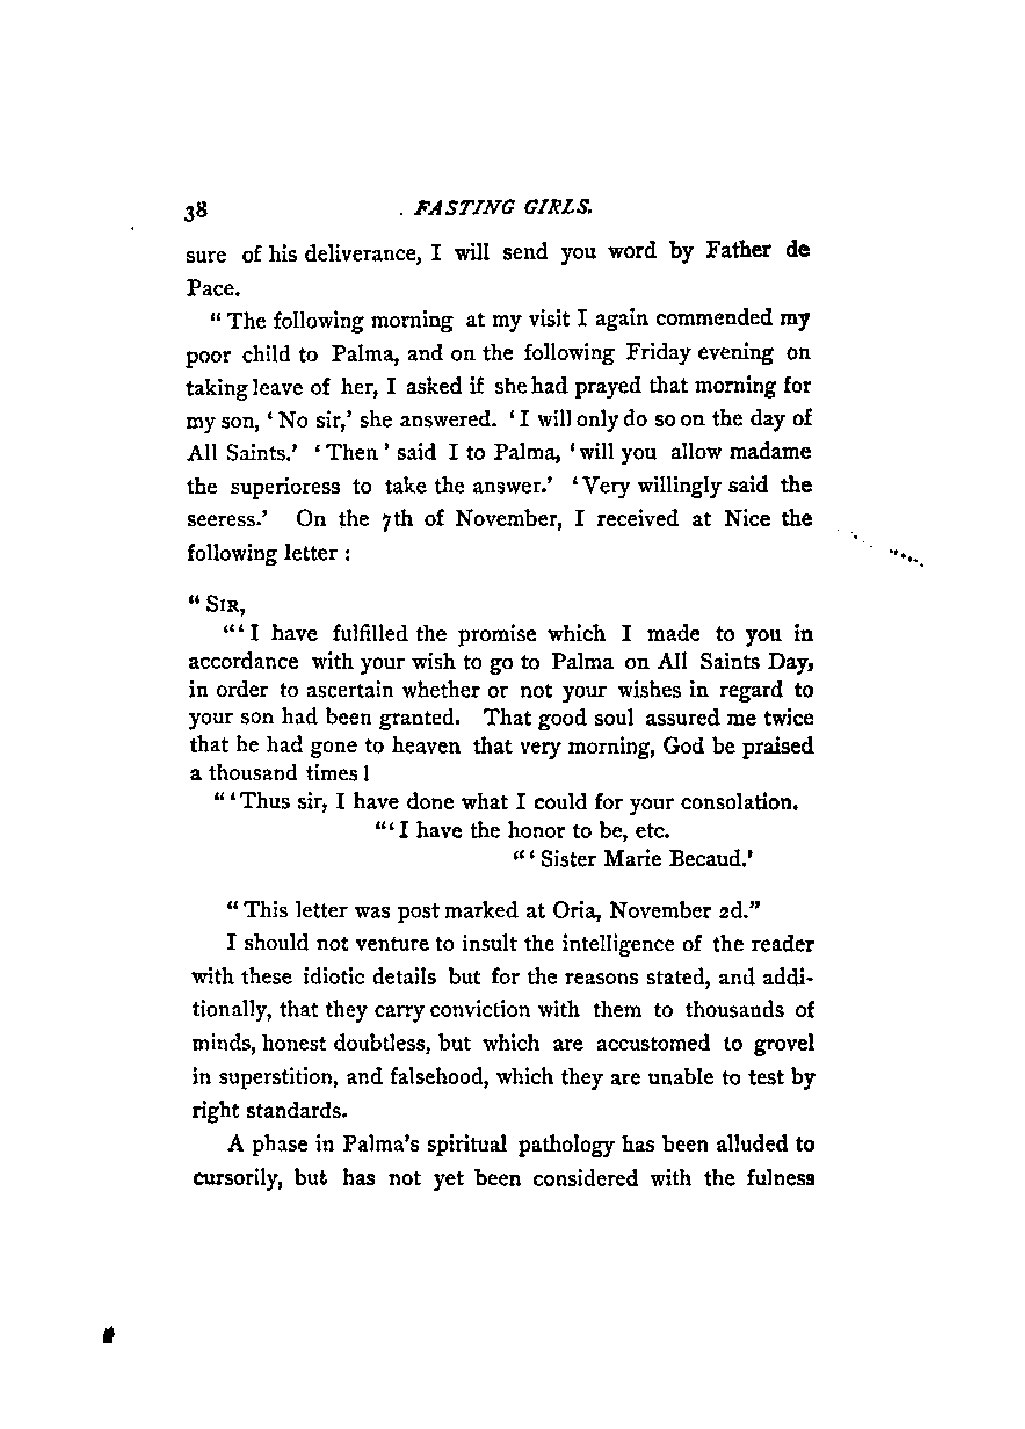 38 FASTING GIRLS.
sure of his deliverance, I will send you word by Father de
Pace.
“ The following morning at my visit I again commended my
poor child to Palma, and on the following Friday evening on
taking leave of her, I asked if she had prayed that morning for
my son, ‘ No sir,’ she answered. ‘ I will only do so on the day of
All Saints.’ ‘ Then ’ said I to Palma, ‘ will you allow madame
the superioress to take the answer.’ ‘ Very willingly said the
seeress.’ On the 7th of November, I received at Nice the
following letter :
“ SIR,
“‘ I have fulfilled the promise which I made to you in
accordance with your wish to go to Palma on All Saints Day,
in order to ascertain whether or not your wishes in regard to
your son had been granted. That good soul assured me twice
that he had gone to heaven that very morning, God be praised
a thousand times !
“ ‘ Thus sir, I have done what I could for your consolation.
“‘ I have the honor to be, etc.
“‘ Sister Marie Becaud.’
“ This letter was postmarked at Oria, November 2d.”
I should not venture to insult the intelligence of the reader
with these idiotic details but for the reasons stated, and addi-
tionally, that they carry conviction with them to thousands of
minds, honest doubtless, but which are accustomed to grovel
in superstition, and falsehood, which they are unable to test by
right standards.
A phase in Palma’s spiritual pathology has been alluded to
cursorily, but has not yet been considered with the fulness